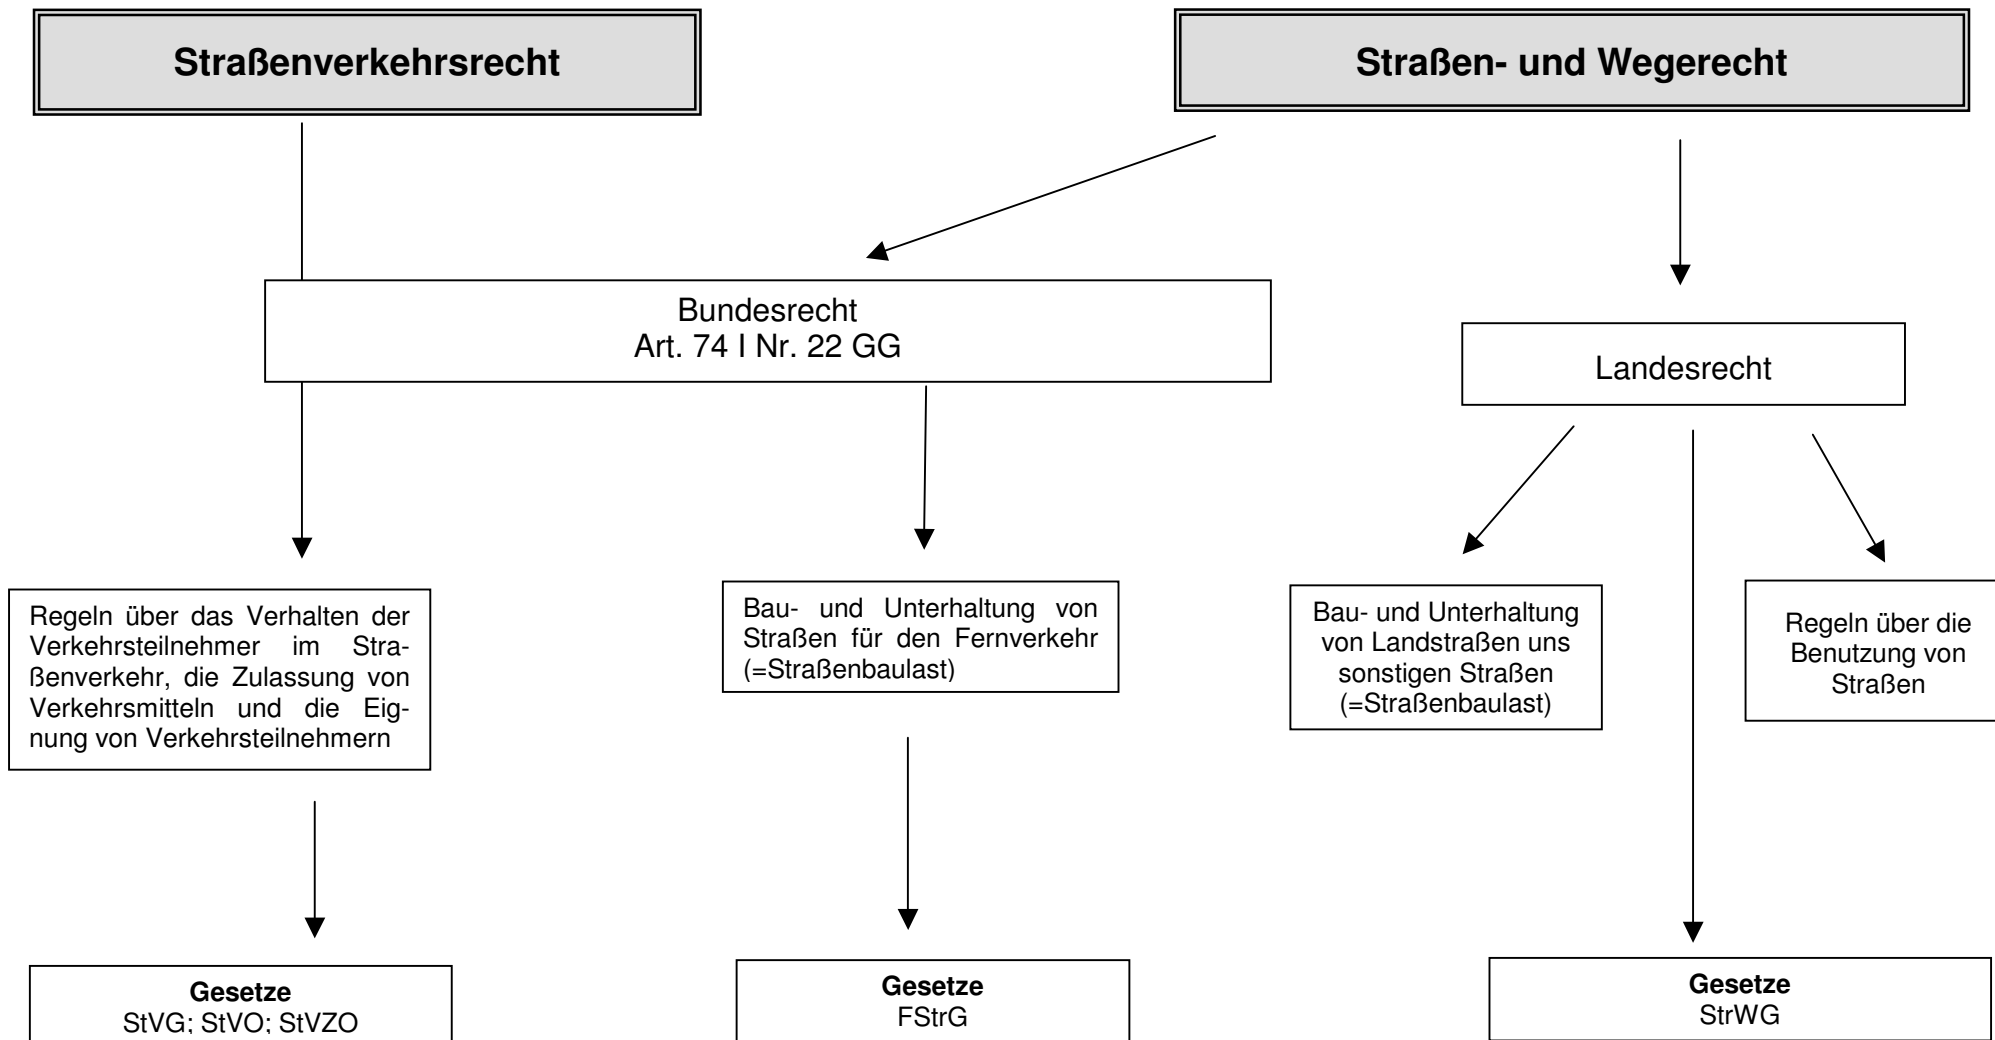 Straßenverkehrsrecht
Straßen- und Wegerecht
Bundesrecht
Art. 74 I Nr. 22 GG
Landesrecht
Regeln über das Verhalten der
Verkehrsteilnehmer im Stra-
ßenverkehr, die Zulassung von
Verkehrsmitteln und die Eig-
nung von Verkehrsteilnehmern
Bau- und Unterhaltung von
Straßen für den Fernverkehr
(=Straßenbaulast)
Bau- und Unterhaltung
von Landstraßen uns
sonstigen Straßen
(=Straßenbaulast)
Regeln über die
Benutzung von
Straßen
Gesetze
StVG; StVO; StVZO
Gesetze
FStrG
Gesetze
StrWG